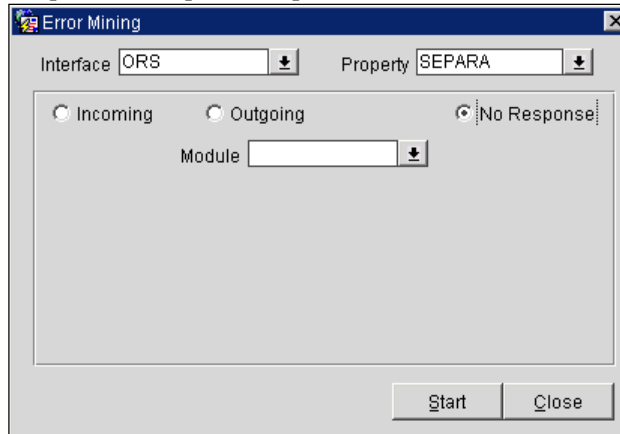 Error Mining
Interface ORS Property SEPARA
Incoming Outgoing No Response
Module
Start Close